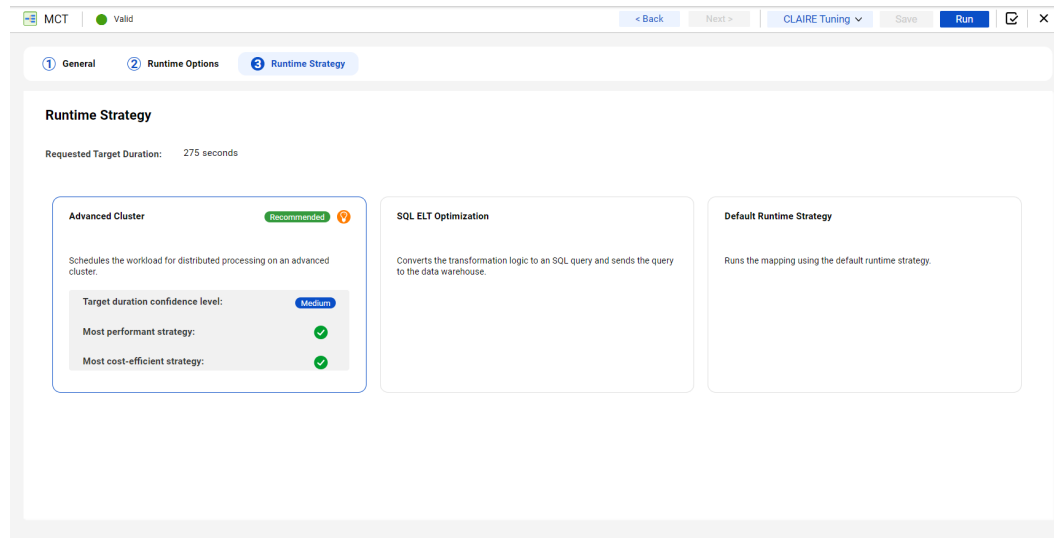 MCT
Valid
< Back
Next >
CLAIRE Tuning
Save
Run
1 General
2 Runtime Options
3 Runtime Strategy
Runtime Strategy
Requested Target Duration: 275 seconds
Advanced Cluster
Recommended
Schedules the workload for distributed processing on an advanced
cluster.
Target duration confidence level: Medium
Most performant strategy:
Most cost-efficient strategy:
SQL ELT Optimization
Converts the transformation logic to an SQL query and sends the query
to the data warehouse.
Default Runtime Strategy
Runs the mapping using the default runtime strategy.